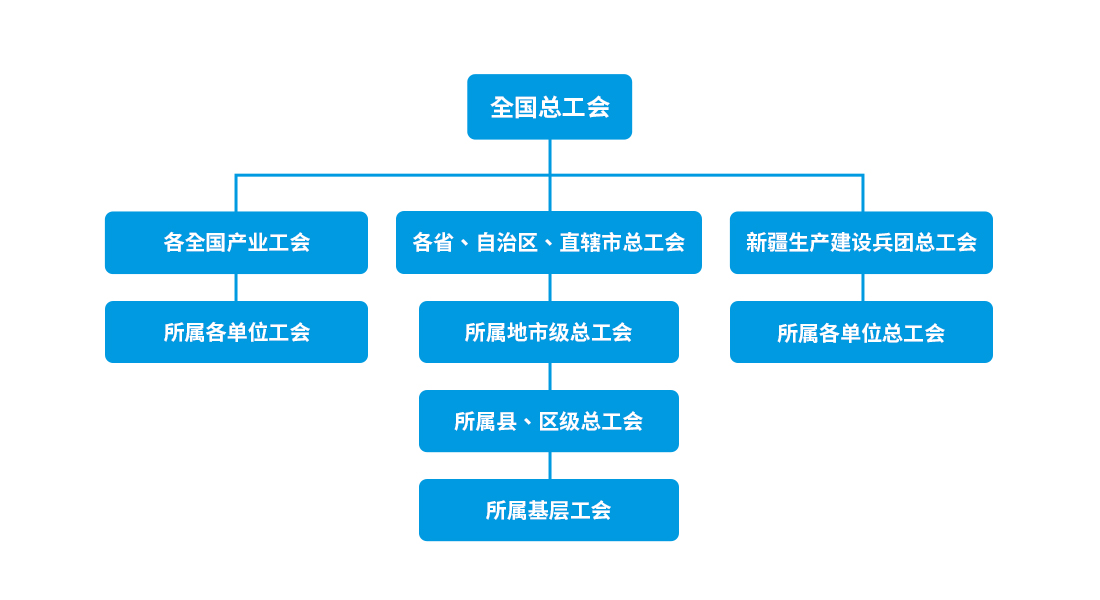 全国总工会
各全国产业工会
各省、自治区、直辖市总工会
新疆生产建设兵团总工会
所属各单位工会
所属地市级总工会
所属各单位总工会
所属县、区级总工会
所属基层工会